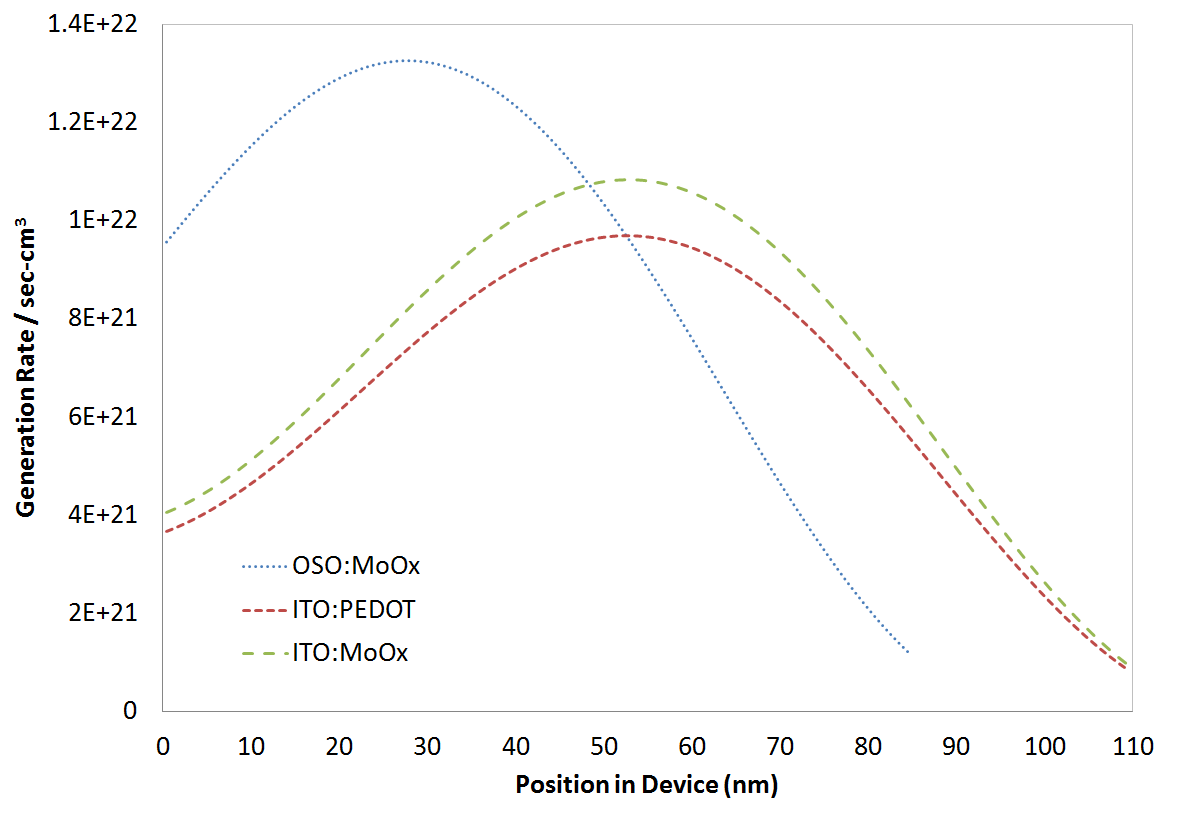 1.4E+22
1.2E+22
1E+22
8E+21
6E+21
4E+21
2E+21
0
Generation Rate / sec-cm³
OSO:MoOx
ITO:PEDOT
ITO:MoOx
0 10 20 30 40 50 60 70 80 90 100 110
Position in Device (nm)